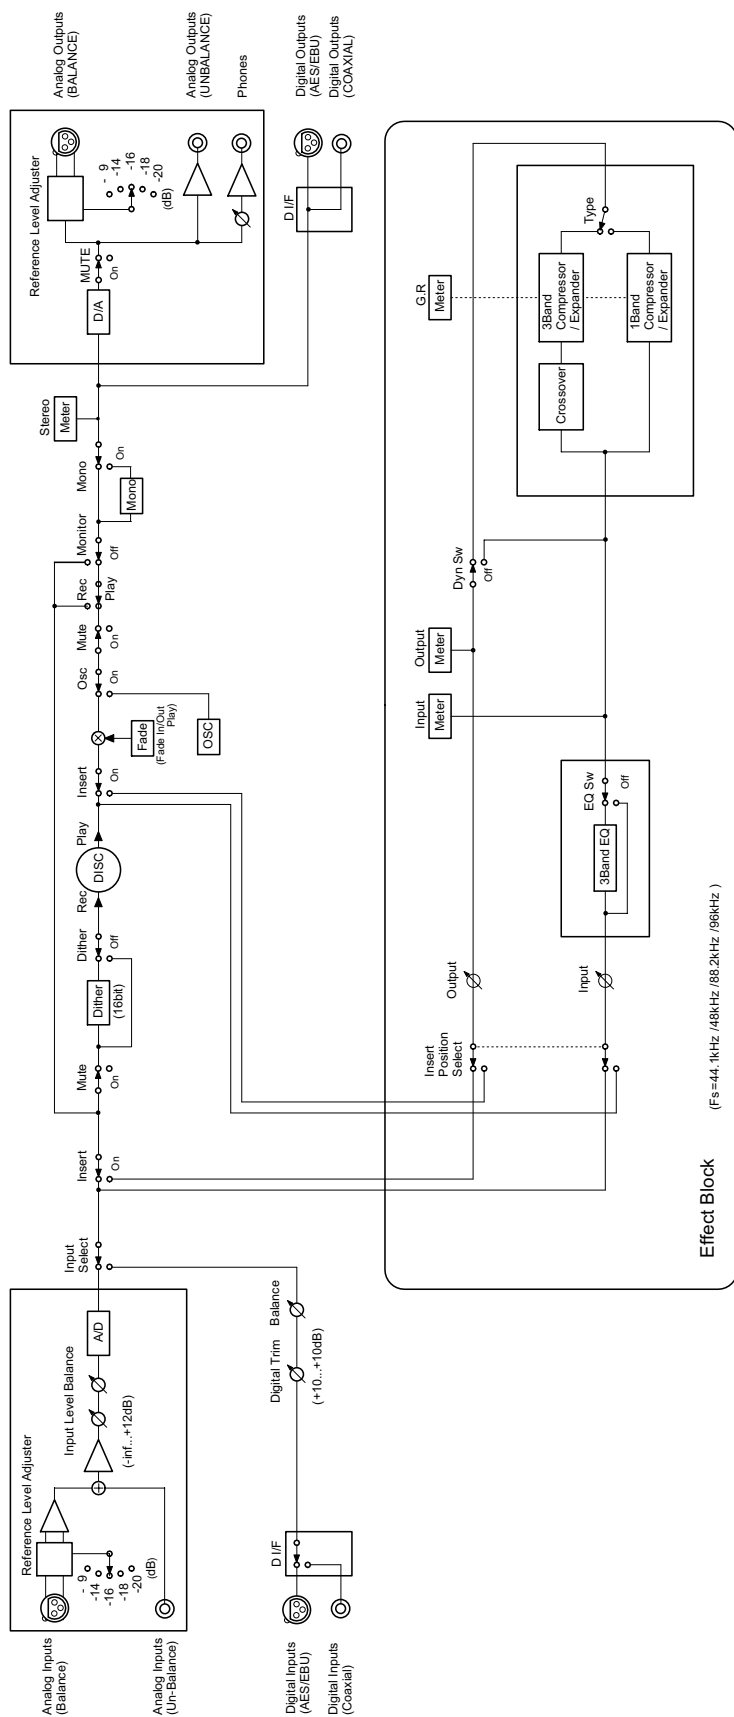 Analog Inputs
(Balance)
Analog Inputs
(Un-Balance)
Reference Level Adjuster
- 9
-14
-16
-18
-20
(dB)
Input Level Balance
(-inf...+12dB)
A/D
Digital Inputs
(AES/EBU)
Digital Inputs
(Coaxial)
D I/F
Digital Trim
Balance
(+10...+10dB)
Input
Select
Insert
On
Mute
On
Dither
(16bit)
Dither
Off
Rec
DISC
Play
Insert
On
Fade
(Fade In/Out
Play)
OSC
Osc
On
Mute
On
Rec
Play
Monitor
Off
Mono
Mono
On
Stereo
Meter
D/A
MUTE
On
Reference Level Adjuster
- 9
-14
-16
-18
-20
(dB)
Analog Outputs
(BALANCE)
Analog Outputs
(UNBALANCE)
Phones
D I/F
Digital Outputs
(AES/EBU)
Digital Outputs
(COAXIAL)
Effect Block
(Fs=44.1kHz /48kHz /88.2kHz /96kHz )
Insert
Position
Select
Output
Input
3Band EQ
EQ Sw
Off
Input
Meter
Output
Meter
Dyn Sw
Off
G.R
Meter
Crossover
3Band
Compressor
/ Expander
1Band
Compressor
/ Expander
Type